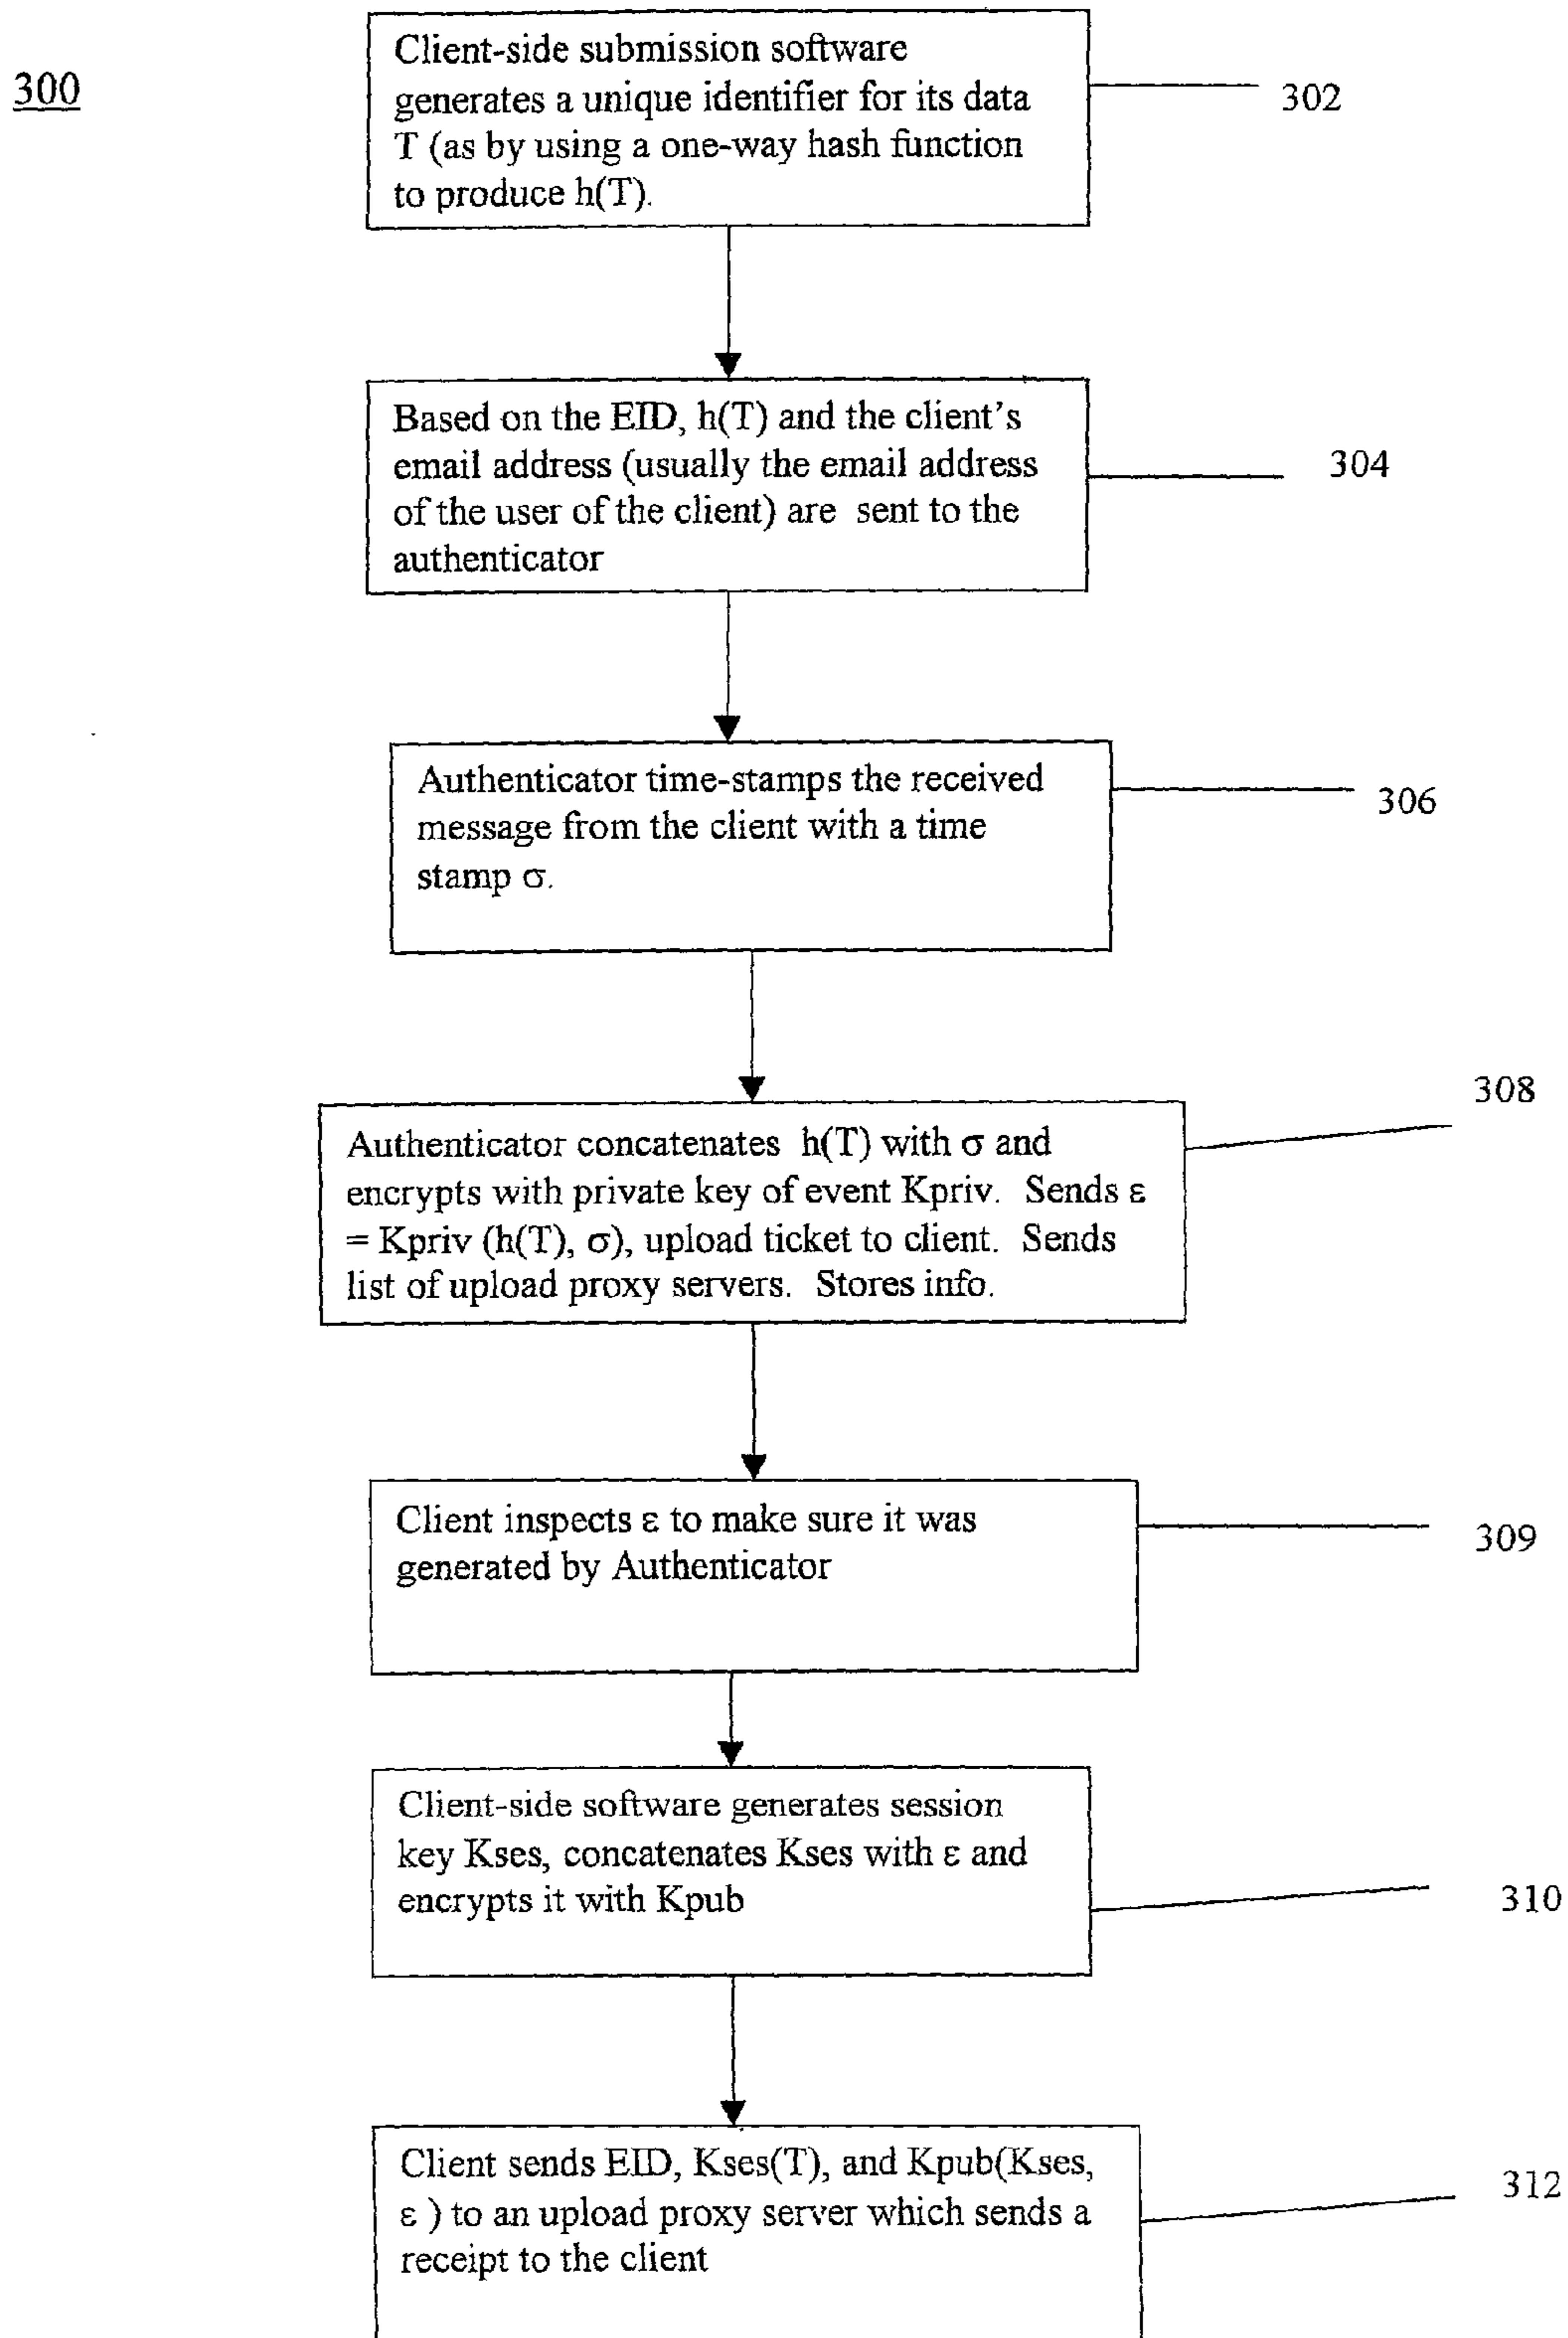 300
Client-side submission software
generates a unique identifier for its data
T (as by using a one-way hash function
to produce h(T).
302
Based on the EID, h(T) and the client's
email address (usually the email address
of the user of the client) are sent to the
authenticator
304
Authenticator time-stamps the received
message from the client with a time
stamp σ.
306
308
Authenticator concatenates h(T) with σ and
encrypts with private key of event Kpriv. Sends ε
= Kpriv (h(T), σ), upload ticket to client. Sends
list of upload proxy servers. Stores info.
Client inspects ε to make sure it was
generated by Authenticator
309
Client-side software generates session
key Kses, concatenates Kses with ε and
encrypts it with Kpub
310
Client sends EID, Kses(T), and Kpub(Kses,
ε ) to an upload proxy server which sends a
receipt to the client
312